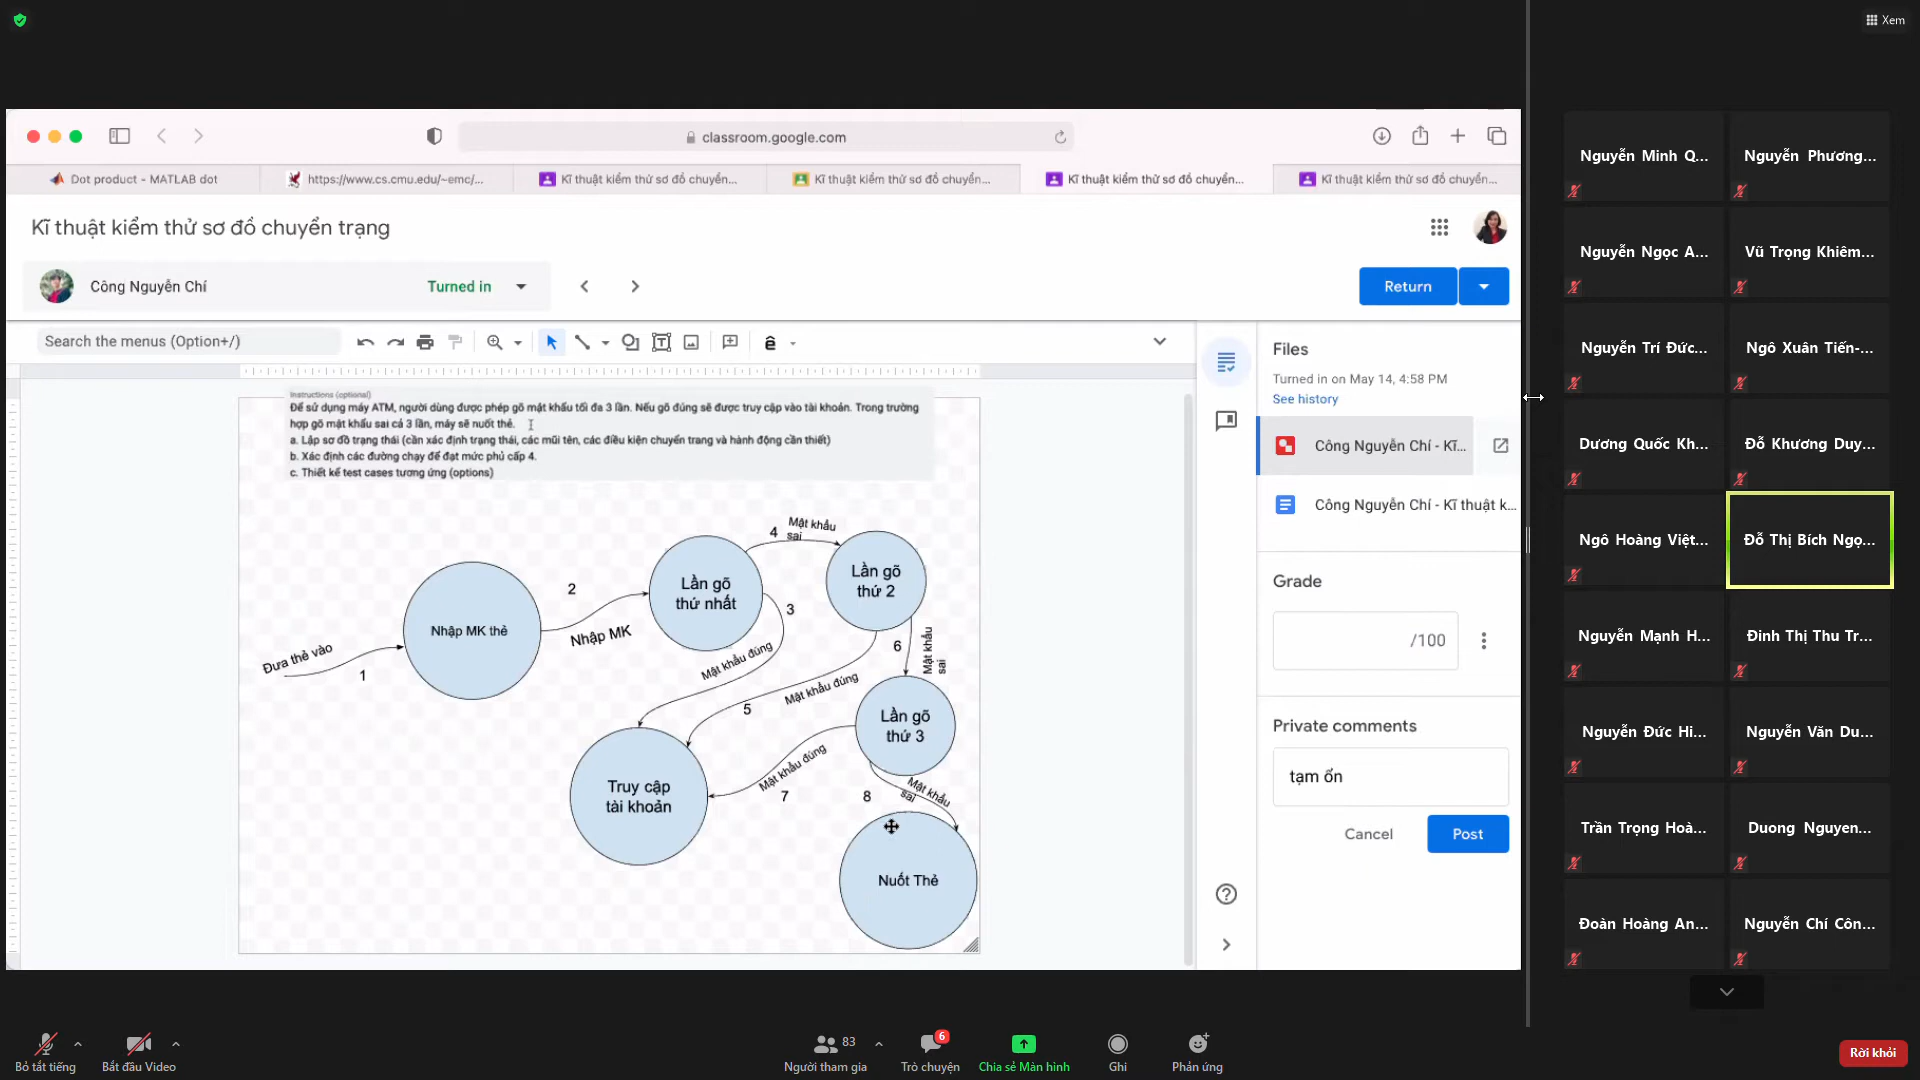 Xem
classroom.google.com
Dot product - MATLAB dot
https://www.cs.cmu.edu/~emc/...
Kĩ thuật kiểm thử sơ đồ chuyển...
Kĩ thuật kiểm thử sơ đồ chuyển...
Kĩ thuật kiểm thử sơ đồ chuyển...
Kĩ thuật kiểm thử sơ đồ chuyển...
Kĩ thuật kiểm thử sơ đồ chuyển trạng
Công Nguyễn Chí
Turned in
Return
Search the menus (Option+/)
Instructions (optional)
Để sử dụng máy ATM, người dùng được phép gõ mật khẩu tối đa 3 lần. Nếu gõ đúng sẽ được truy cập vào tài khoản. Trong trường
hợp gõ mật khẩu sai cả 3 lần, máy sẽ nuốt thẻ.
a. Lập sơ đồ trạng thái (cần xác định trạng thái, các mũi tên, các điều kiện chuyển trang và hành động cần thiết)
b. Xác định các đường chạy để đạt mức phủ cấp 4.
c. Thiết kế test cases tương ứng (options)
Đưa thẻ vào
1
Nhập MK thẻ
2
Nhập MK
Lần gõ
thứ nhất
4
Mật khẩu
sai
Lần gõ
thứ 2
3
Mật khẩu đúng
6
Mật khẩu
sai
5
Mật khẩu đúng
Lần gõ
thứ 3
Truy cập
tài khoản
Mật khẩu đúng
7
8
Mật khẩu
sai
Nuốt Thẻ
Files
Turned in on May 14, 4:58 PM
See history
Công Nguyễn Chí - Kĩ...
Công Nguyễn Chí - Kĩ thuật k...
Grade
/100
Private comments
tạm ổn
Cancel
Post
Nguyễn Minh Q...
Nguyễn Phương...
Nguyễn Ngọc A...
Vũ Trọng Khiêm...
Nguyễn Trí Đức...
Ngô Xuân Tiến-...
Dương Quốc Kh...
Đỗ Khương Duy...
Ngô Hoàng Việt...
Đỗ Thị Bích Ngọ...
Nguyễn Mạnh H...
Đinh Thị Thu Tr...
Nguyễn Đức Hi...
Nguyễn Văn Du...
Trần Trọng Hoà...
Duong Nguyen...
Đoàn Hoàng An...
Nguyễn Chí Côn...
Bỏ tắt tiếng
Bắt đầu Video
83
Người tham gia
6
Trò chuyện
Chia sẻ Màn hình
Ghi
Phản ứng
Rời khỏi